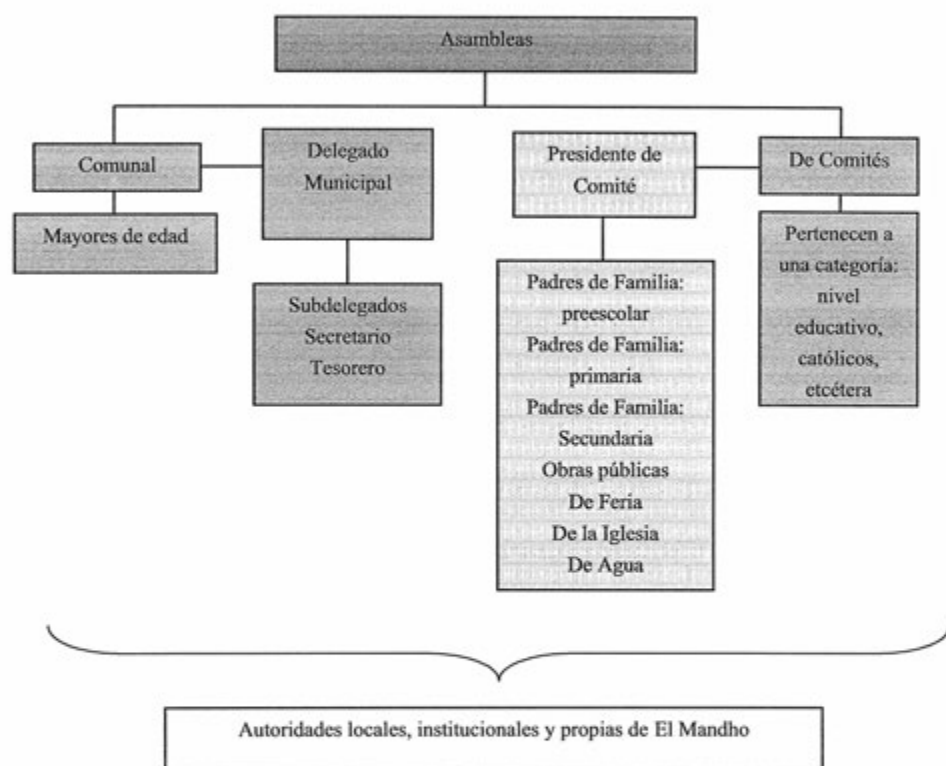 Asambleas
Comunal
Delegado
Municipal
Presidente de
Comité
De Comités
Mayores de edad
Subdelegados
Secretario
Tesorero
Padres de Familia:
preescolar
Padres de Familia:
primaria
Padres de Familia:
Secundaria
Obras públicas
De Feria
De la Iglesia
De Agua
Pertenecen a
una categoría:
nivel
educativo,
católicos,
etcétera
Autoridades locales, institucionales y propias de El Mandho